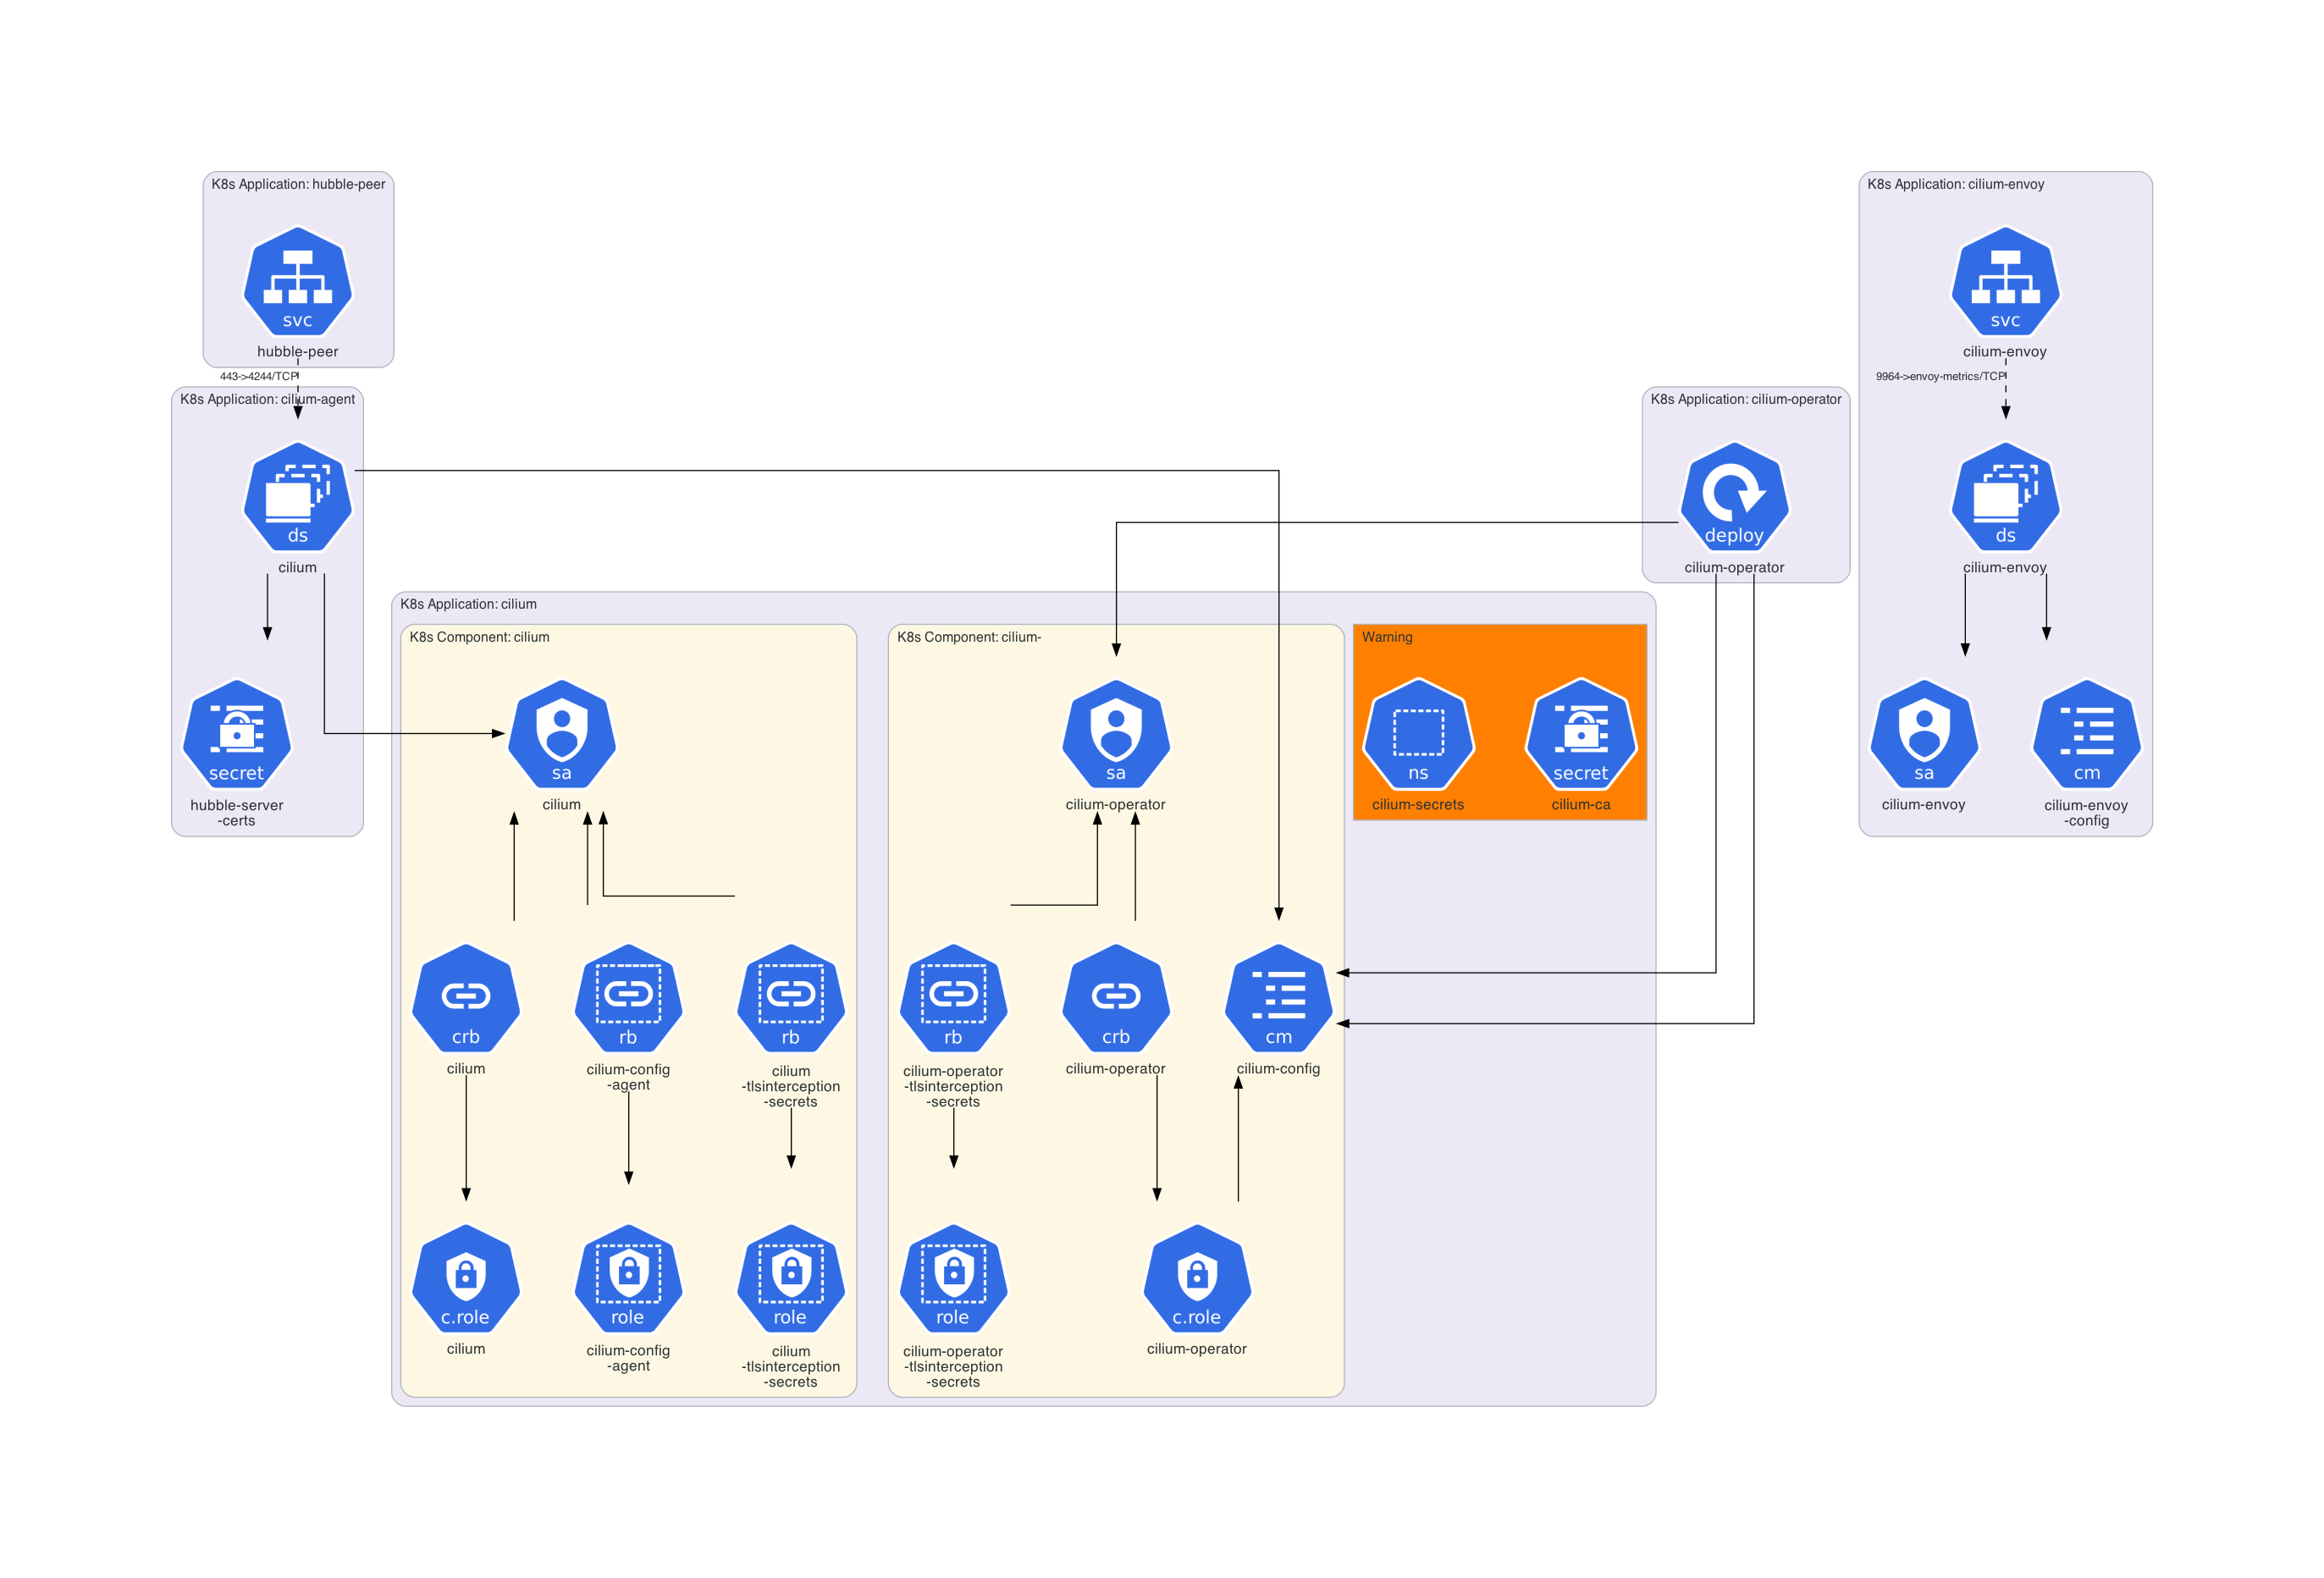 K8s Application: hubble-peer
svc
hubble-peer
443->4244/TCP
K8s Application: cilium-agent
ds
cilium
secret
hubble-server
-certs
K8s Application: cilium-operator
deploy
cilium-operator
K8s Application: cilium-envoy
svc
cilium-envoy
9964->envoy-metrics/TCP
ds
cilium-envoy
sa
cilium-envoy
cm
cilium-envoy
-config
K8s Application: cilium
K8s Component: cilium
sa
cilium
crb
cilium
rb
cilium-config
-agent
rb
cilium
-tlsinterception
-secrets
c.role
cilium
role
cilium-config
-agent
role
cilium
-tlsinterception
-secrets
K8s Component: cilium-
sa
cilium-operator
rb
cilium-operator
-tlsinterception
-secrets
crb
cilium-operator
cm
cilium-config
role
cilium-operator
-tlsinterception
-secrets
c.role
cilium-operator
Warning
ns
cilium-secrets
secret
cilium-ca